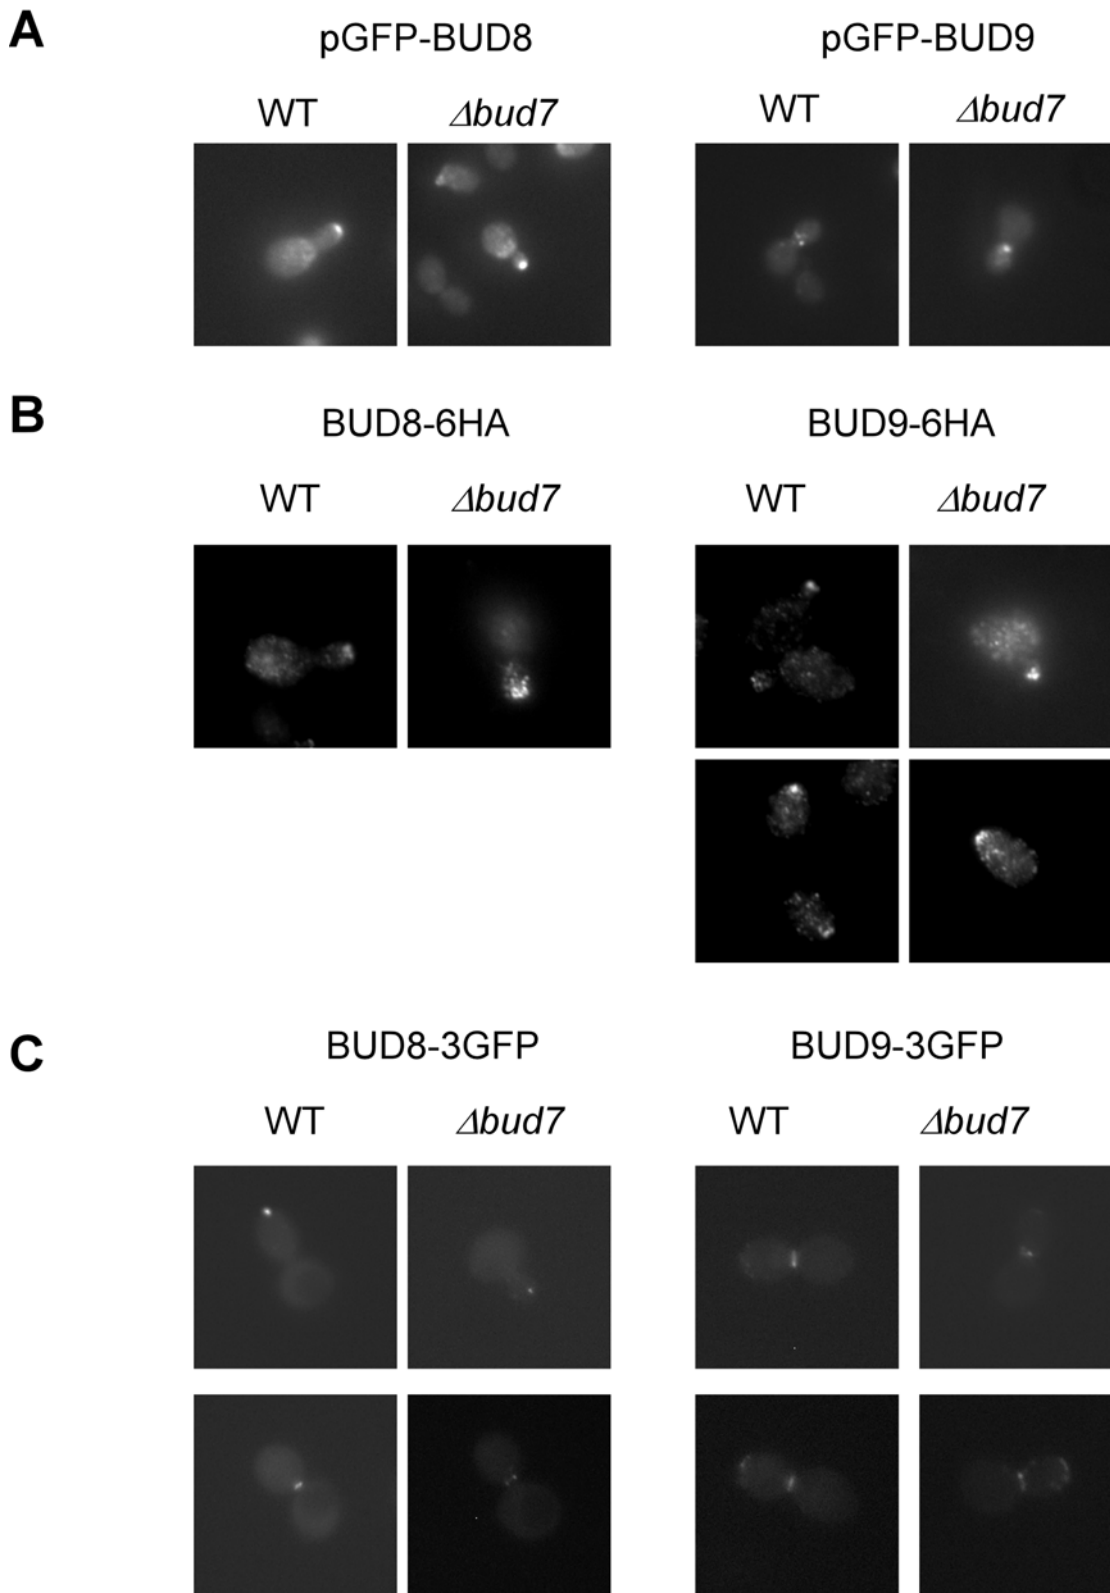 A
pGFP-BUD8 pGFP-BUD9
WT Δbud7 WT Δbud7
B
BUD8-6HA BUD9-6HA
WT Δbud7 WT Δbud7
C
BUD8-3GFP BUD9-3GFP
WT Δbud7 WT Δbud7